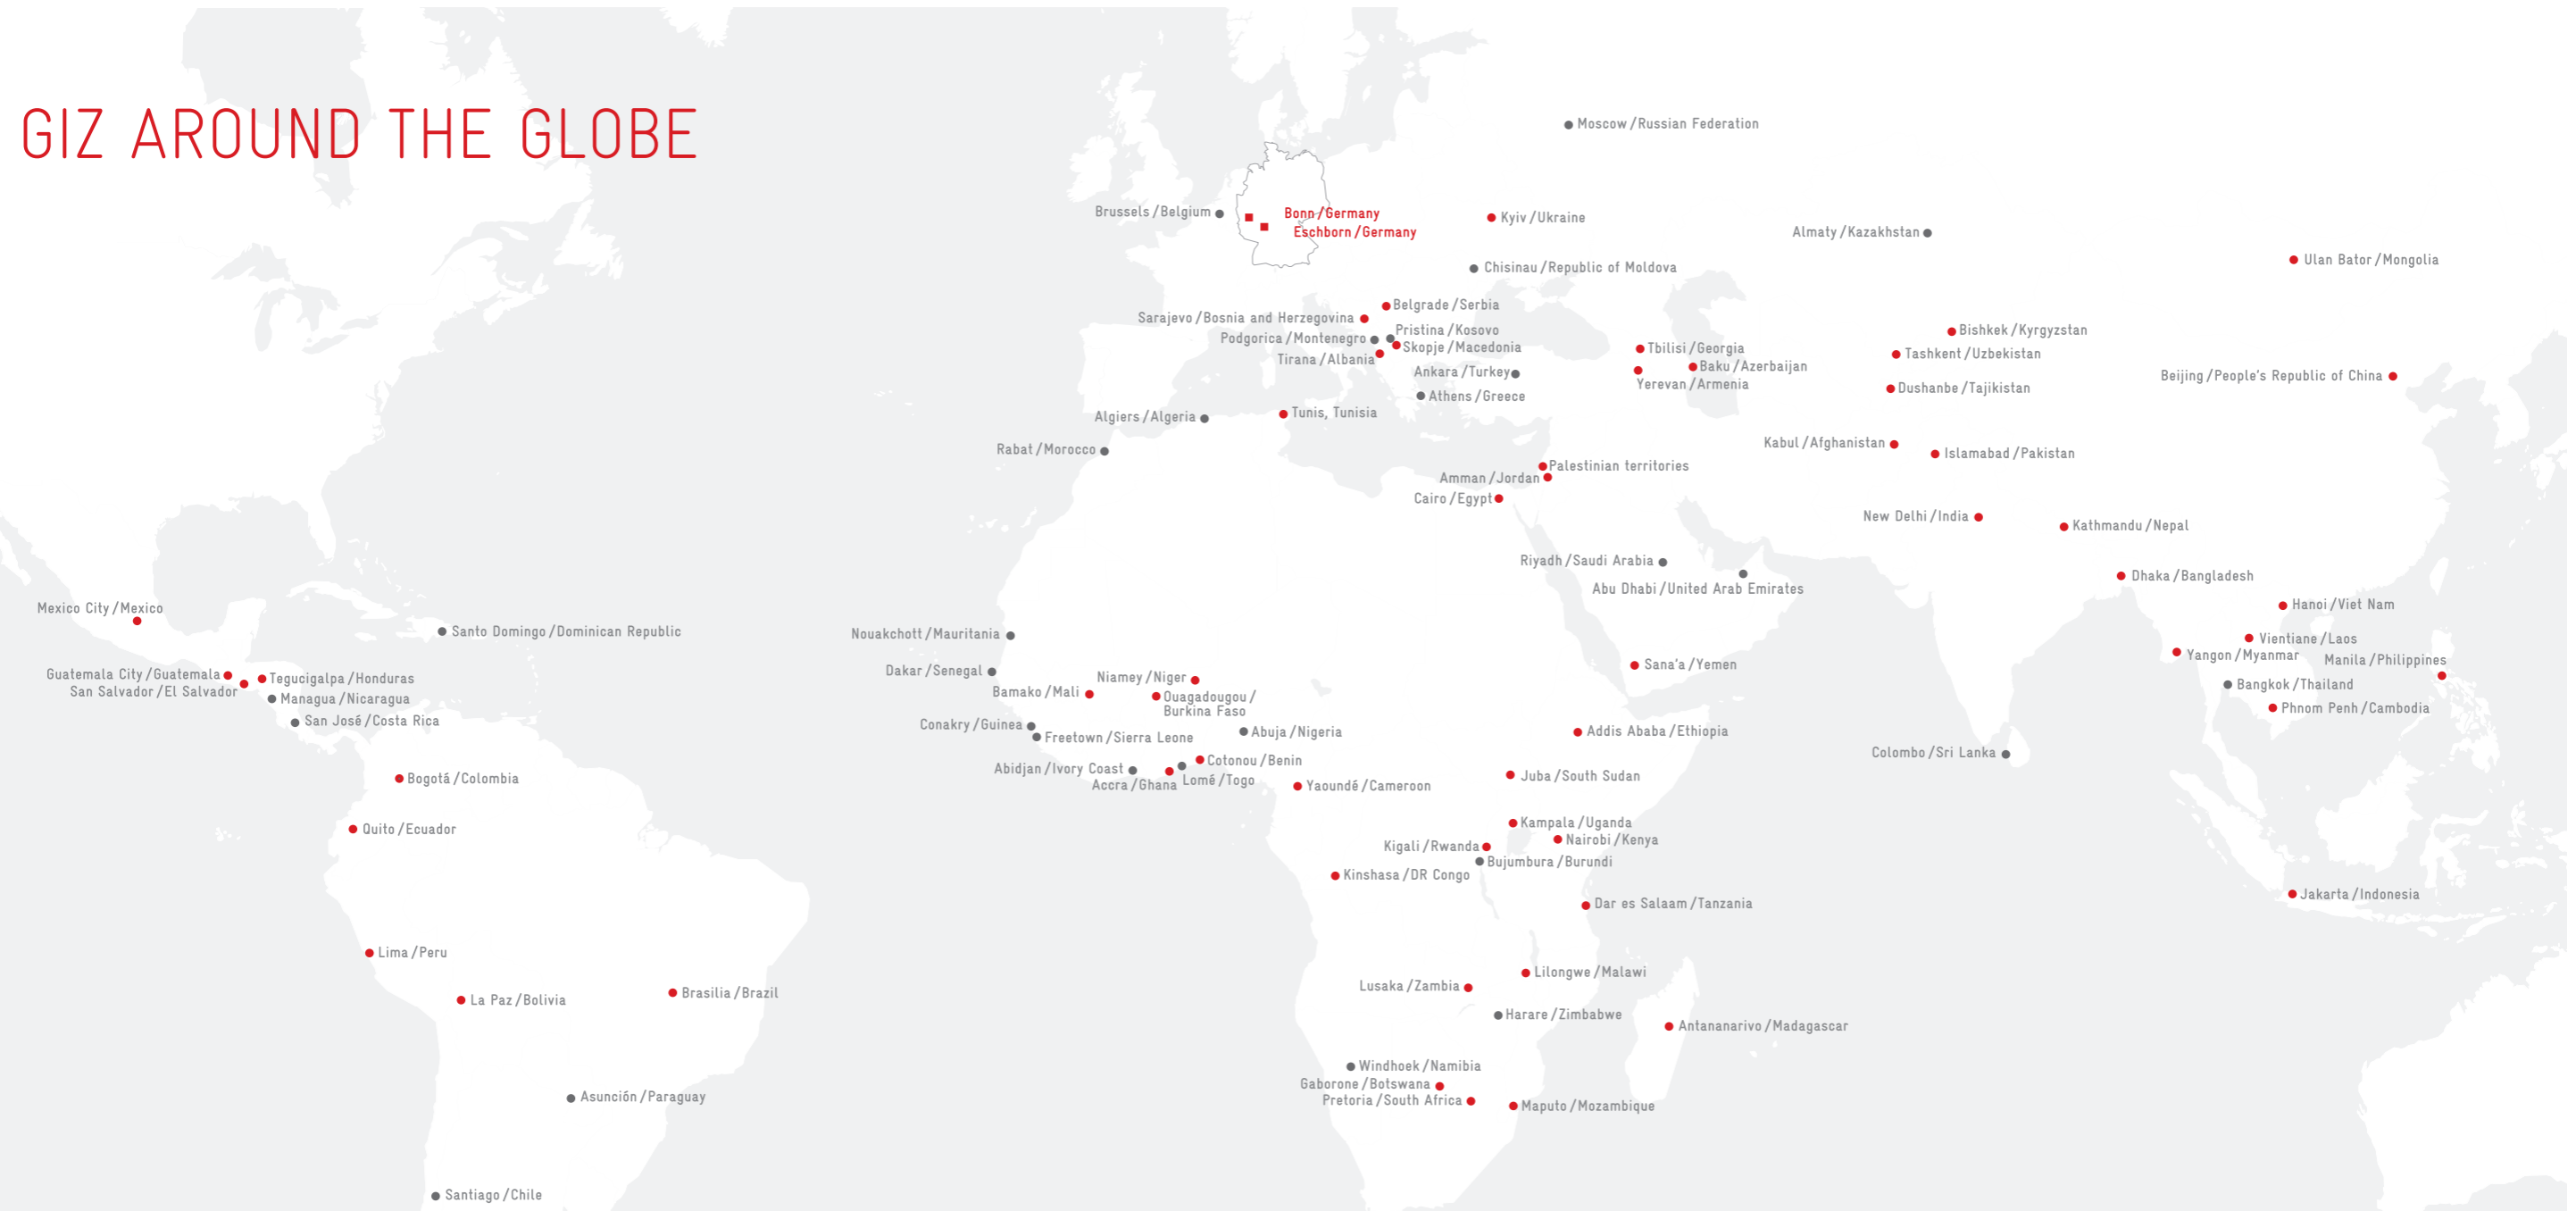 GIZ AROUND THE GLOBE
Moscow/Russian Federation
Brussels/Belgium
Bonn/Germany
Eschborn/Germany
Kyiv/Ukraine
Almaty/Kazakhstan
Ulan Bator/Mongolia
Chisinau/Republic of Moldova
Belgrade/Serbia
Sarajevo/Bosnia and Herzegovina
Pristina/Kosovo
Podgorica/Montenegro
Skopje/Macedonia
Tirana/Albania
Ankara/Turkey
Athens/Greece
Tbilisi/Georgia
Baku/Azerbaijan
Yerevan/Armenia
Bishkek/Kyrgyzstan
Tashkent/Uzbekistan
Dushanbe/Tajikistan
Beijing/People's Republic of China
Algiers/Algeria
Tunis, Tunisia
Rabat/Morocco
Kabul/Afghanistan
Islamabad/Pakistan
Palestinian territories
Amman/Jordan
Cairo/Egypt
New Delhi/India
Kathmandu/Nepal
Riyadh/Saudi Arabia
Abu Dhabi/United Arab Emirates
Dhaka/Bangladesh
Hanoi/Viet Nam
Mexico City/Mexico
Santo Domingo/Dominican Republic
Nouakchott/Mauritania
Vientiane/Laos
Yangon/Myanmar
Manila/Philippines
Guatemala City/Guatemala
Tegucigalpa/Honduras
San Salvador/El Salvador
Managua/Nicaragua
San José/Costa Rica
Dakar/Senegal
Niamey/Niger
Bamako/Mali
Ouagadougou/
Burkina Faso
Sana'a/Yemen
Bangkok/Thailand
Phnom Penh/Cambodia
Conakry/Guinea
Freetown/Sierra Leone
Abuja/Nigeria
Addis Ababa/Ethiopia
Colombo/Sri Lanka
Abidjan/Ivory Coast
Cotonou/Benin
Accra/Ghana
Lomé/Togo
Yaoundé/Cameroon
Juba/South Sudan
Bogotá/Colombia
Quito/Ecuador
Kampala/Uganda
Nairobi/Kenya
Kigali/Rwanda
Bujumbura/Burundi
Kinshasa/DR Congo
Dar es Salaam/Tanzania
Jakarta/Indonesia
Lima/Peru
La Paz/Bolivia
Brasilia/Brazil
Lilongwe/Malawi
Lusaka/Zambia
Harare/Zimbabwe
Antananarivo/Madagascar
Windhoek/Namibia
Gaborone/Botswana
Pretoria/South Africa
Maputo/Mozambique
Asunción/Paraguay
Santiago/Chile